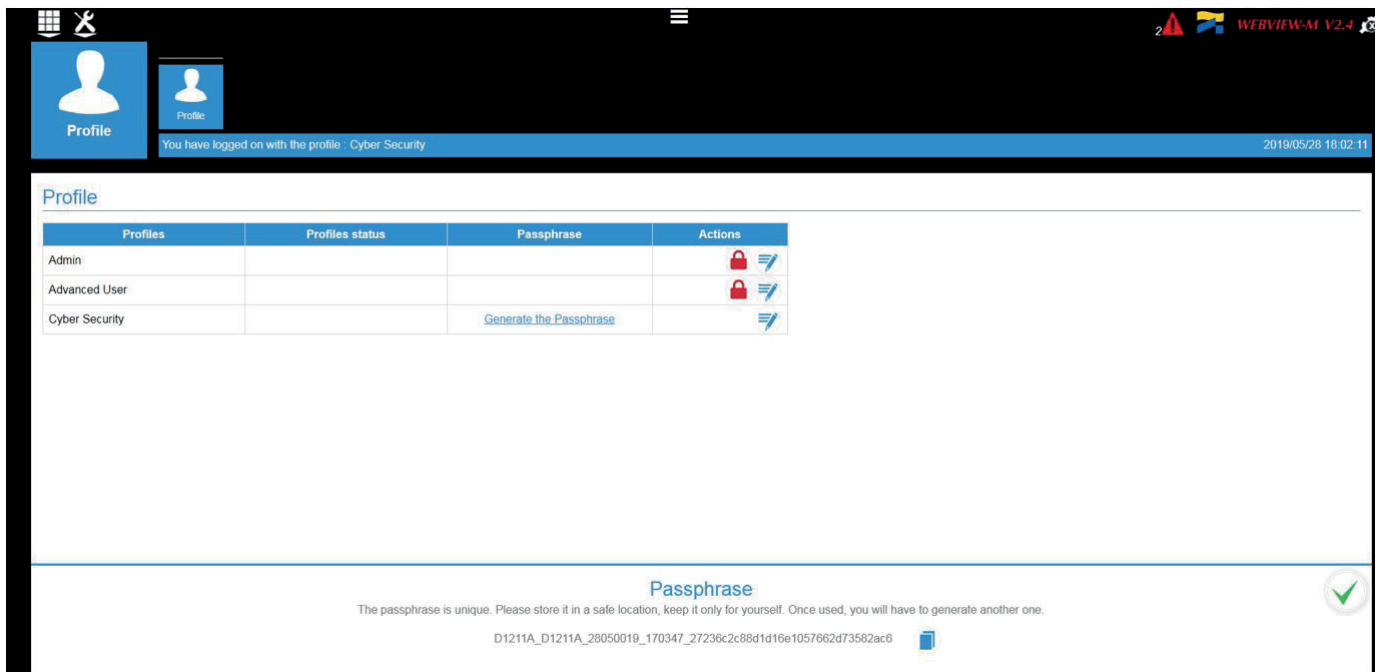 2
WEBVIEW-M V2.4
Profile
Profile
You have logged on with the profile : Cyber Security
2019/05/28 18:02:11
Profile
Profiles Profiles status Passphrase Actions
Admin
Advanced User
Cyber Security Generate the Passphrase
Passphrase
The passphrase is unique. Please store it in a safe location, keep it only for yourself. Once used, you will have to generate another one.
D1211A_D1211A_28050019_170347_27236c2c88d1d16e1057662d73582ac6